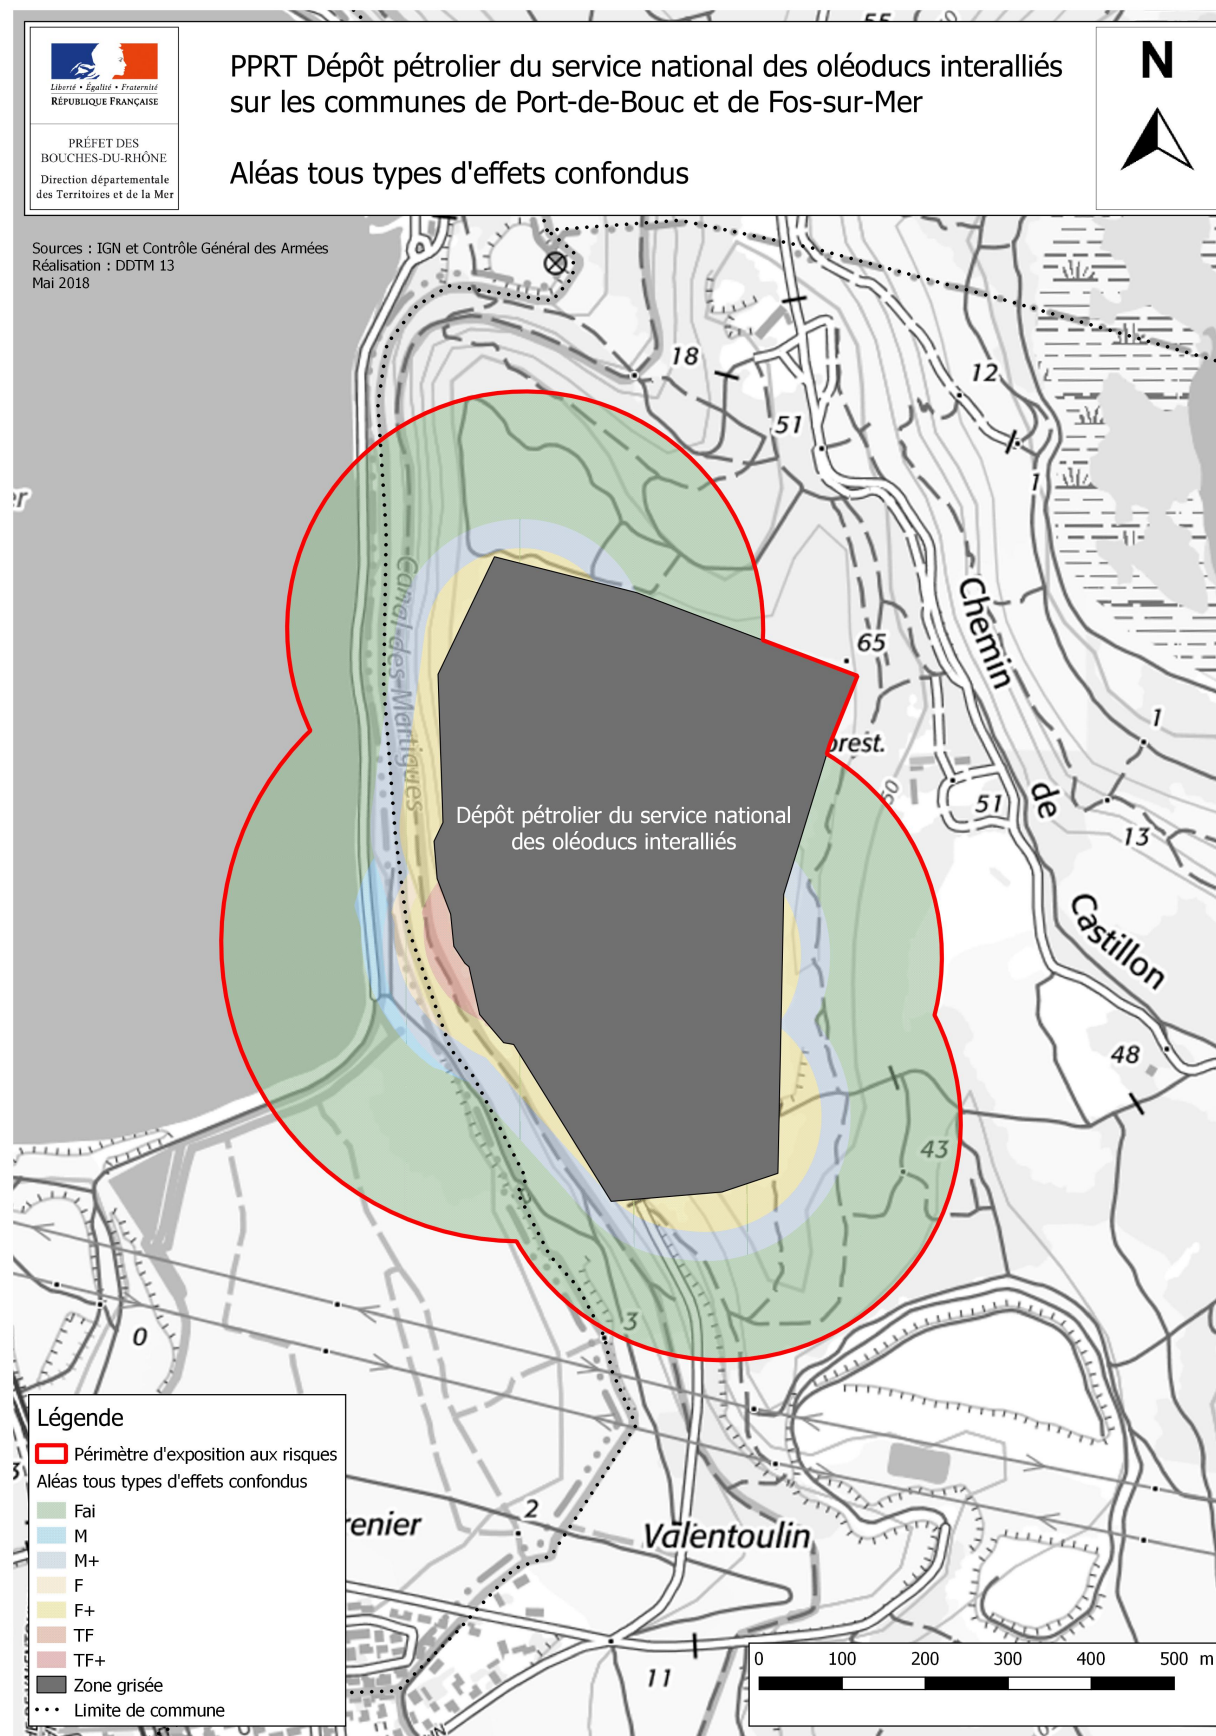 Liberté • Égalité • Fraternité
RÉPUBLIQUE FRANÇAISE
PRÉFET DES
BOUCHES-DU-RHÔNE
Direction départementale
des Territoires et de la Mer
PPRT Dépôt pétrolier du service national des oléoducs interalliés
sur les communes de Port-de-Bouc et de Fos-sur-Mer
Aléas tous types d'effets confondus
N
Sources : IGN et Contrôle Général des Armées
Réalisation : DDTM 13
Mai 2018
55
18
12
51
1
Canal-des-Martigues
Chemin
de
Castillon
65
orest.
50
1
51
13
Dépôt pétrolier du service national
des oléoducs interalliés
48
43
3
0
2
renier
Valentoulin
11
Légende
Périmètre d'exposition aux risques
Aléas tous types d'effets confondus
Fai
M
M+
F
F+
TF
TF+
Zone grisée
Limite de commune
0 100 200 300 400 500 m